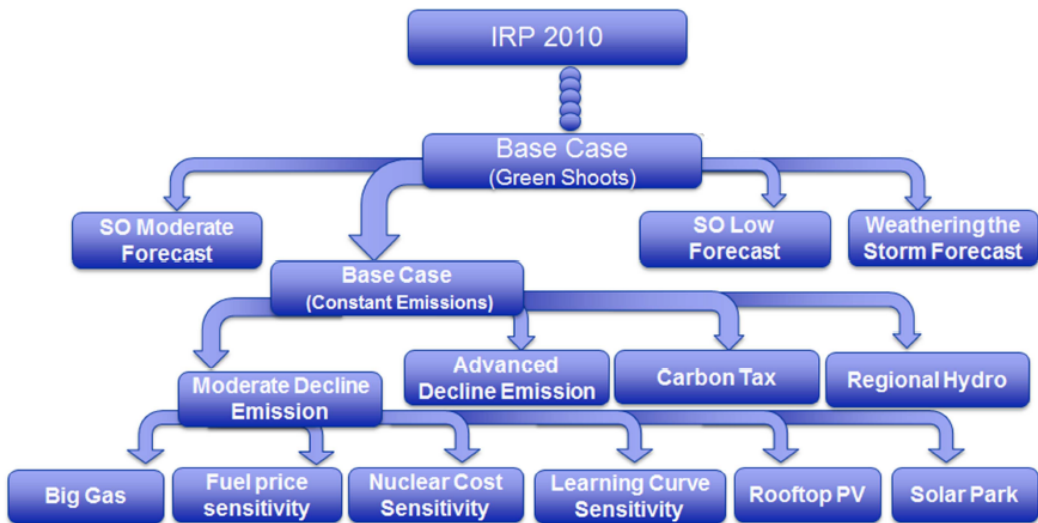 IRP 2010
Base Case
(Green Shoots)
SO Moderate
Forecast
SO Low
Forecast
Weathering the
Storm Forecast
Base Case
(Constant Emissions)
Moderate Decline
Emission
Advanced
Decline Emission
Carbon Tax
Regional Hydro
Big Gas
Fuel price
sensitivity
Nuclear Cost
Sensitivity
Learning Curve
Sensitivity
Rooftop PV
Solar Park